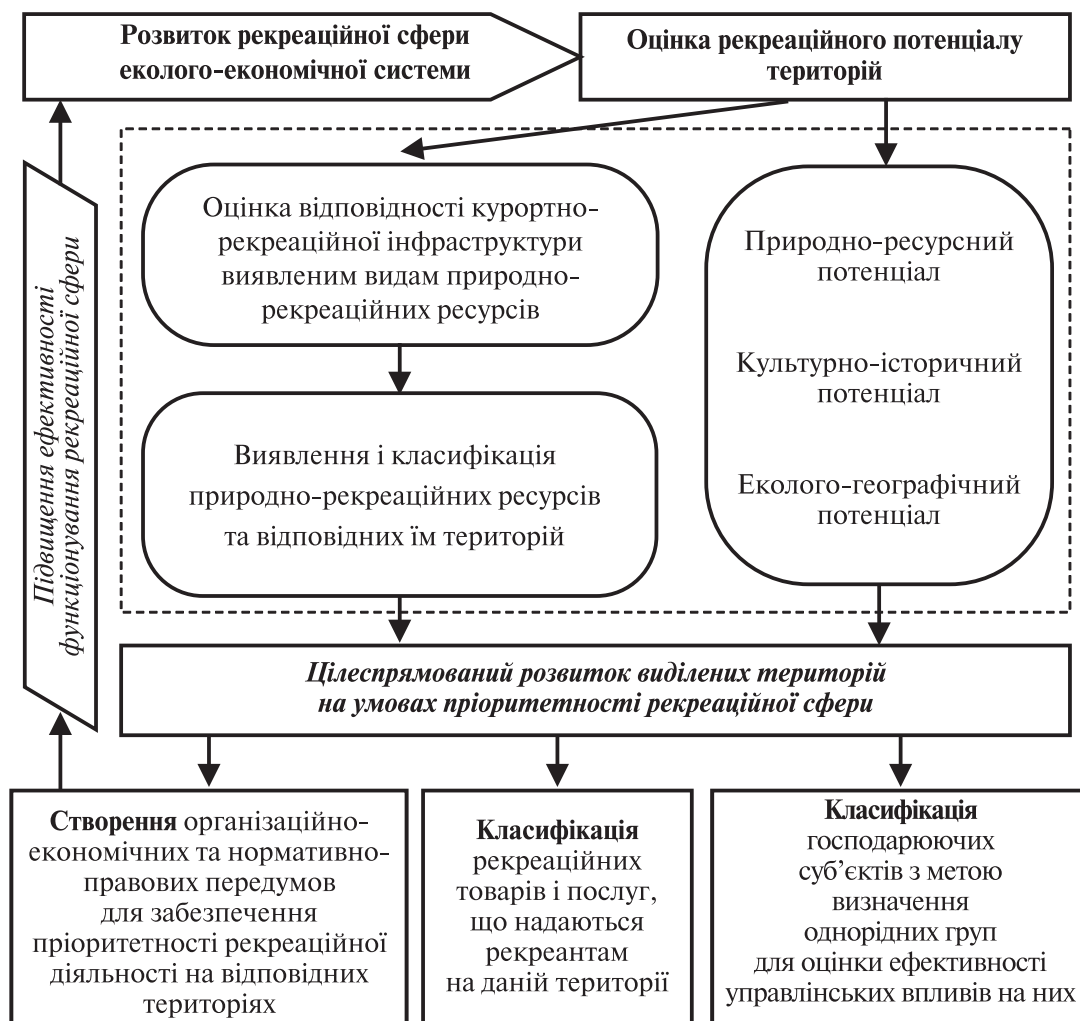 Розвиток рекреаційної сфери
еколого-економічної системи
Оцінка рекреаційного потенціалу
територій
Оцінка відповідності курортно-
рекреаційної інфраструктури
виявленим видам природно-
рекреаційних ресурсів
Природно-ресурсний
потенціал
Культурно-історичний
потенціал
Еколого-географічний
потенціал
Виявлення і класифікація
природно-рекреаційних ресурсів
та відповідних їм територій
Підвищення ефективності
функціонування рекреаційної сфери
Цілеспрямований розвиток виділених територій
на умовах пріоритетності рекреаційної сфери
Створення організаційно-
економічних та нормативно-
правових передумов
для забезпечення
пріоритетності рекреаційної
діяльності на відповідних
територіях
Класифікація
рекреаційних
товарів і послуг,
що надаються
рекреантам
на даній території
Класифікація
господарюючих
суб’єктів з метою
визначення
однорідних груп
для оцінки ефективності
управлінських впливів на них